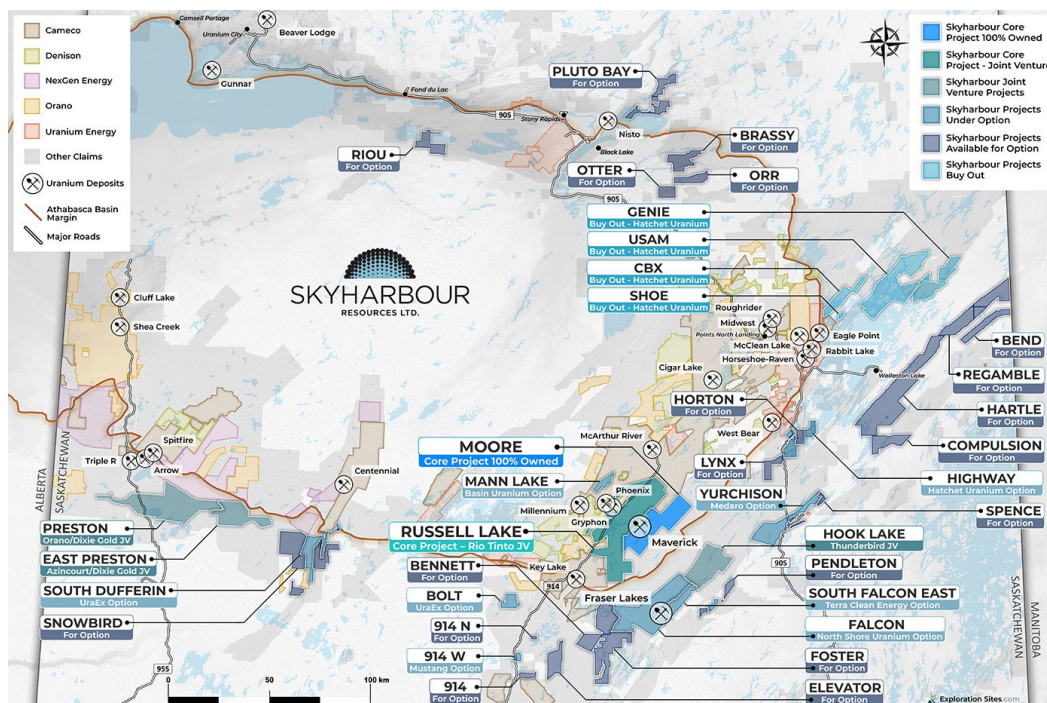 Cameco
Denison
NexGen Energy
Orano
Uranium Energy
Other Claims
Uranium Deposits
Athabasca Basin
Margin
Major Roads
Skyharbour Core
Project 100% Owned
Skyharbour Core
Project - Joint Venture
Skyharbour Joint
Venture Projects
Skyharbour Projects
Under Option
Skyharbour Projects
Available for Option
Skyharbour Projects
Buy Out
Camsell Portage
Uranium City
Beaver Lodge
Gunnar
Fond du Lac
905
Stony Rapids
Nisto
Black Lake
905
PLUTO BAY
For Option
RIOU
For Option
BRASSY
For Option
OTTER
For Option
ORR
For Option
GENIE
Buy Out - Hatchet Uranium
USAM
Buy Out - Hatchet Uranium
CBX
Buy Out - Hatchet Uranium
SHOE
Buy Out - Hatchet Uranium
SKYHARBOUR
RESOURCES LTD.
Cluff Lake
Shea Creek
Roughrider
Midwest
Points North Landing
McClean Lake
Horseshoe-Raven
Eagle Point
Rabbit Lake
Wollaston Lake
Cigar Lake
BEND
For Option
REGAMBLE
For Option
HARTLE
For Option
COMPULSION
For Option
HORTON
For Option
West Bear
McArthur River
LYNX
For Option
HIGHWAY
Hatchet Uranium Option
SPENCE
For Option
YURCHISON
Medaro Option
MOORE
Core Project 100% Owned
MANN LAKE
Basin Uranium Option
Phoenix
Millennium
Gryphon
Maverick
RUSSELL LAKE
Core Project – Rio Tinto JV
Spitfire
Triple R
Arrow
Centennial
ALBERTA
SASKATCHEWAN
PRESTON
Orano/Dixie Gold JV
EAST PRESTON
Azincourt/Dixie Gold JV
SOUTH DUFFERIN
UraEx Option
SNOWBIRD
For Option
BENNETT
For Option
Key Lake
914
BOLT
UraEx Option
914 N
For Option
914 W
Mustang Option
914
For Option
Fraser Lakes
HOOK LAKE
Thunderbird JV
905
PENDLETON
For Option
SOUTH FALCON EAST
Terra Clean Energy Option
FALCON
North Shore Uranium Option
FOSTER
For Option
ELEVATOR
For Option
SASKATCHEWAN
MANITOBA
955
0
50
100 km
ExplorationSites.com